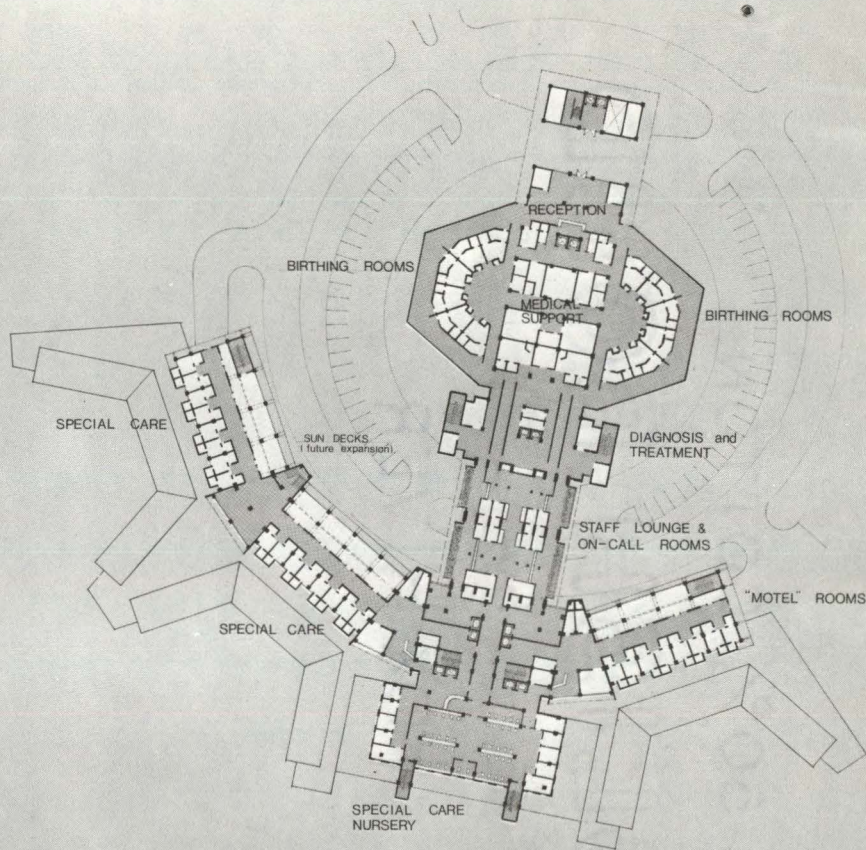 RECEPTION
BIRTHING ROOMS
MEDICAL
SUPPORT
BIRTHING ROOMS
SPECIAL CARE
SUN DECKS
(future expansion)
DIAGNOSIS and
TREATMENT
STAFF LOUNGE &
ON-CALL ROOMS
"MOTEL" ROOMS
SPECIAL CARE
SPECIAL CARE
NURSERY